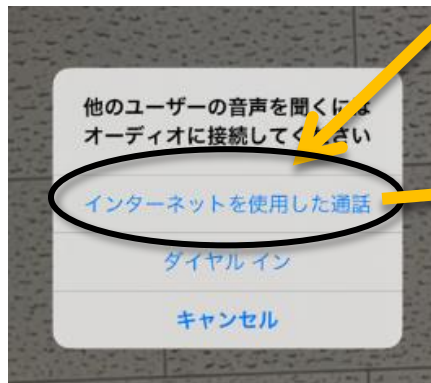 他のユーザーの音声を聞くには
オーディオに接続してください
インターネットを使用した通話
ダイヤル イン
キャンセル